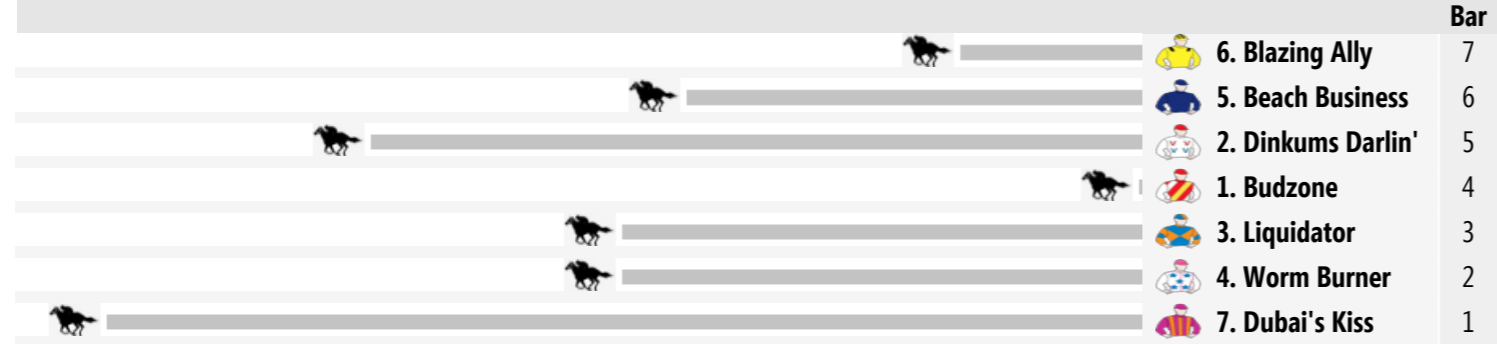 Bar
6. Blazing Ally 7
5. Beach Business 6
2. Dinkums Darlin' 5
1. Budzone 4
3. Liquidator 3
4. Worm Burner 2
7. Dubai's Kiss 1